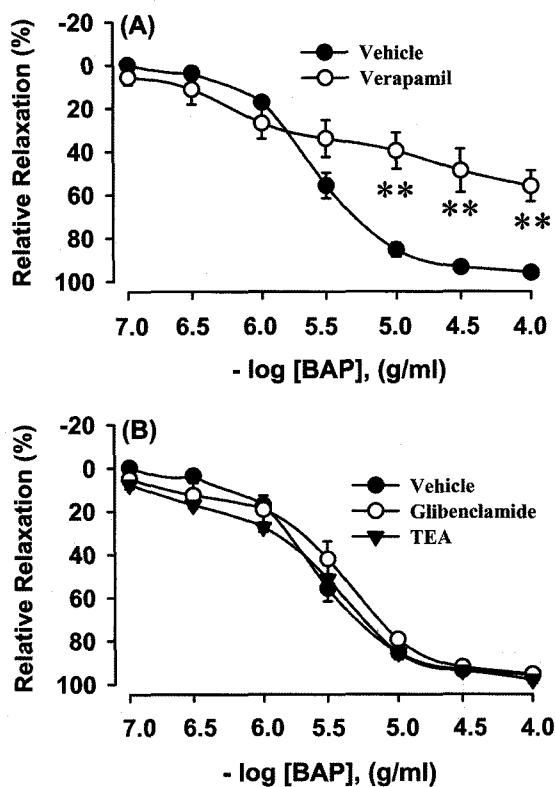 (A)
Vehicle
Verapamil
Relative Relaxation (%)
-20
0
20
40
60
80
100
**
**
**
7.0 6.5 6.0 5.5 5.0 4.5 4.0
- log [BAP], (g/ml)
(B)
Vehicle
Glibenclamide
TEA
Relative Relaxation (%)
-20
0
20
40
60
80
100
7.0 6.5 6.0 5.5 5.0 4.5 4.0
- log [BAP], (g/ml)